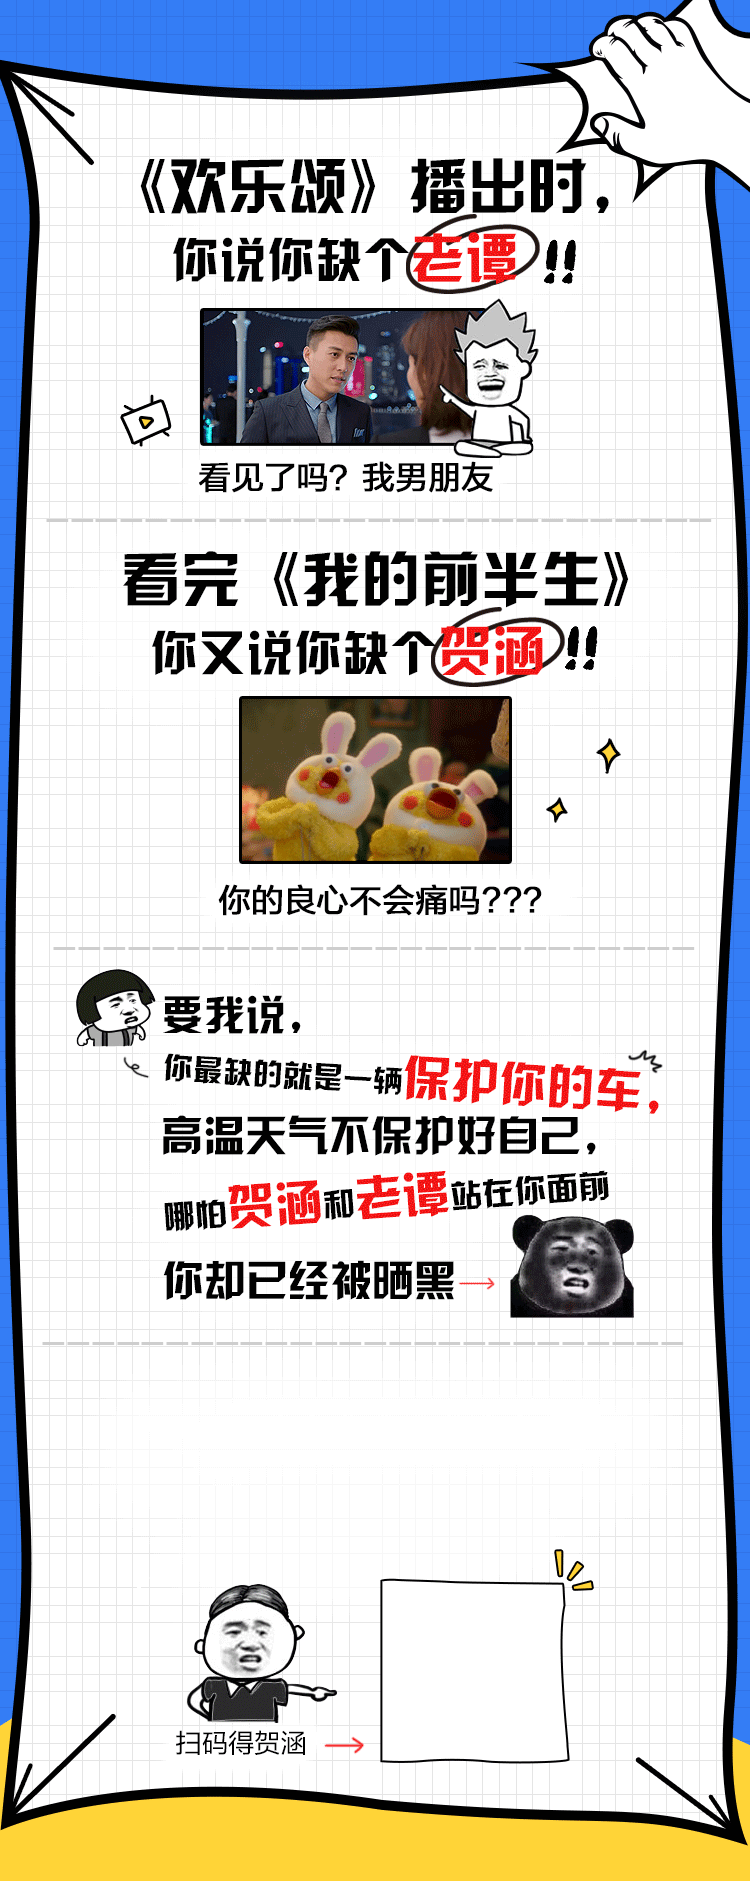 《欢乐颂》播出时，
你说你缺个老谭!!
看见了吗？我男朋友
看完《我的前半生》
你又说你缺个贺涵!!
你的良心不会痛吗???
要我说，
你最缺的就是一辆保护你的车，
高温天气不保护好自己，
哪怕贺涵和老谭站在你面前
你却已经被晒黑
扫码得贺涵